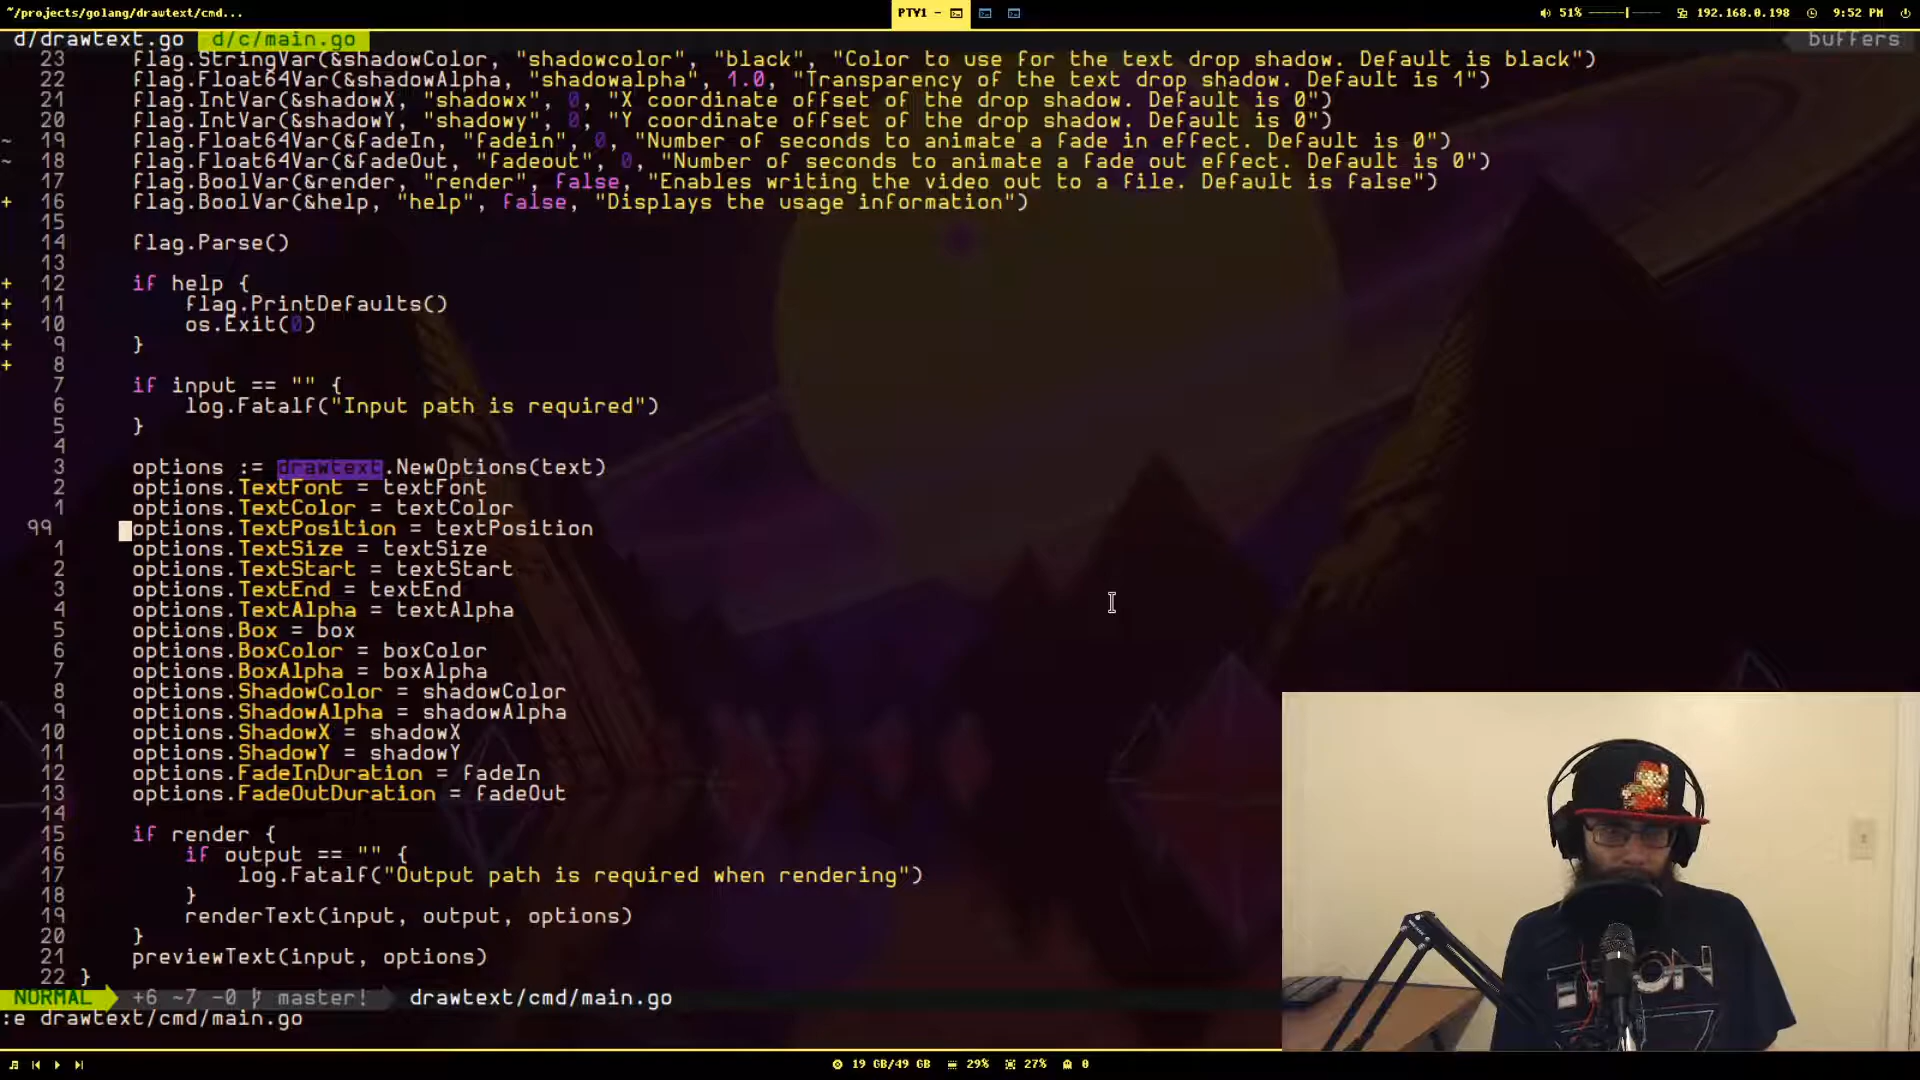 ~/projects/golang/drawtext/cmd...
PTY1 -
51%
192.168.0.198
9:52 PM
d/drawtext.go d/c/main.go
buffers
23 flag.StringVar(&shadowColor, "shadowcolor", "black", "Color to use for the text drop shadow. Default is black")
22 flag.Float64Var(&shadowAlpha, "shadowalpha", 1.0, "Transparency of the text drop shadow. Default is 1")
21 flag.IntVar(&shadowX, "shadowx", 0, "X coordinate offset of the drop shadow. Default is 0")
20 flag.IntVar(&shadowY, "shadowy", 0, "Y coordinate offset of the drop shadow. Default is 0")
~ 19 flag.Float64Var(&fadeIn, "fadein", 0, "Number of seconds to animate a fade in effect. Default is 0")
~ 18 flag.Float64Var(&fadeOut, "fadeout", 0, "Number of seconds to animate a fade out effect. Default is 0")
17 flag.BoolVar(&render, "render", false, "Enables writing the video out to a file. Default is false")
+ 16 flag.BoolVar(&help, "help", false, "Displays the usage information")
15
14 flag.Parse()
13
+ 12 if help {
+ 11 flag.PrintDefaults()
+ 10 os.Exit(0)
+ 9 }
+ 8
7 if input == "" {
6 log.Fatalf("Input path is required")
5 }
4
3 options := drawtext.NewOptions(text)
2 options.TextFont = textFont
1 options.TextColor = textColor
99 options.TextPosition = textPosition
1 options.TextSize = textSize
2 options.TextStart = textStart
3 options.TextEnd = textEnd
4 options.TextAlpha = textAlpha
5 options.Box = box
6 options.BoxColor = boxColor
7 options.BoxAlpha = boxAlpha
8 options.ShadowColor = shadowColor
9 options.ShadowAlpha = shadowAlpha
10 options.ShadowX = shadowX
11 options.ShadowY = shadowY
12 options.FadeInDuration = fadeIn
13 options.FadeOutDuration = fadeOut
14
15 if render {
16 if output == "" {
17 log.Fatalf("Output path is required when rendering")
18 }
19 renderText(input, output, options)
20 }
21 previewText(input, options)
22 }
NORMAL +6 ~7 -0 master! drawtext/cmd/main.go
:e drawtext/cmd/main.go
19 GB/49 GB 29% 27% 0